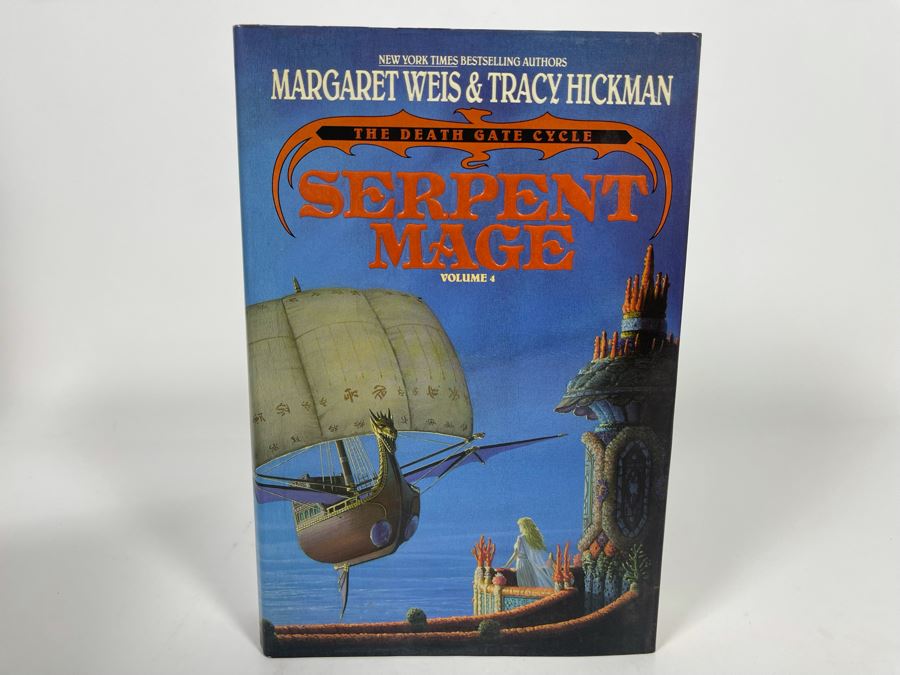 NEW YORK TIMES BESTSELLING AUTHORS
MARGARET WEIS & TRACY HICKMAN
THE DEATH GATE CYCLE
SERPENT
MAGE
VOLUME 4